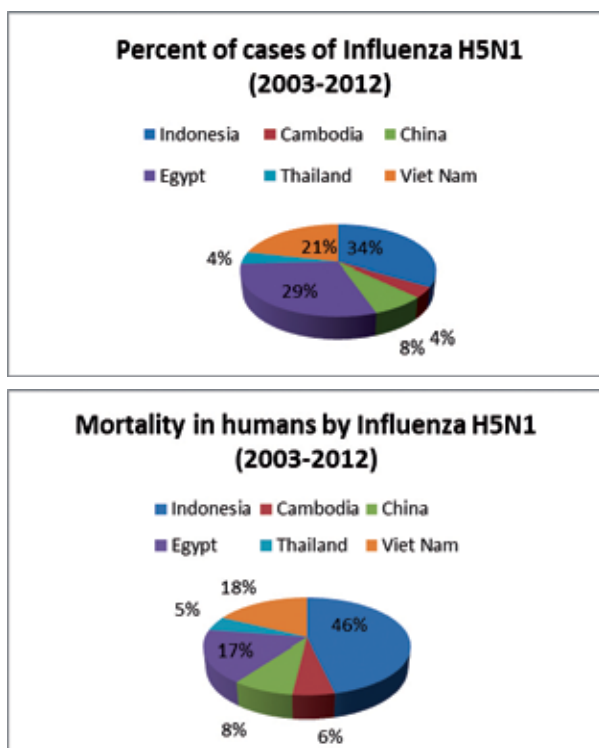 Percent of cases of Influenza H5N1
(2003-2012)
Indonesia Cambodia China
Egypt Thailand Viet Nam
21% 34%
4%
29%
8% 4%
Mortality in humans by Influenza H5N1
(2003-2012)
Indonesia Cambodia China
Egypt Thailand Viet Nam
18%
5% 46%
17%
8% 6%